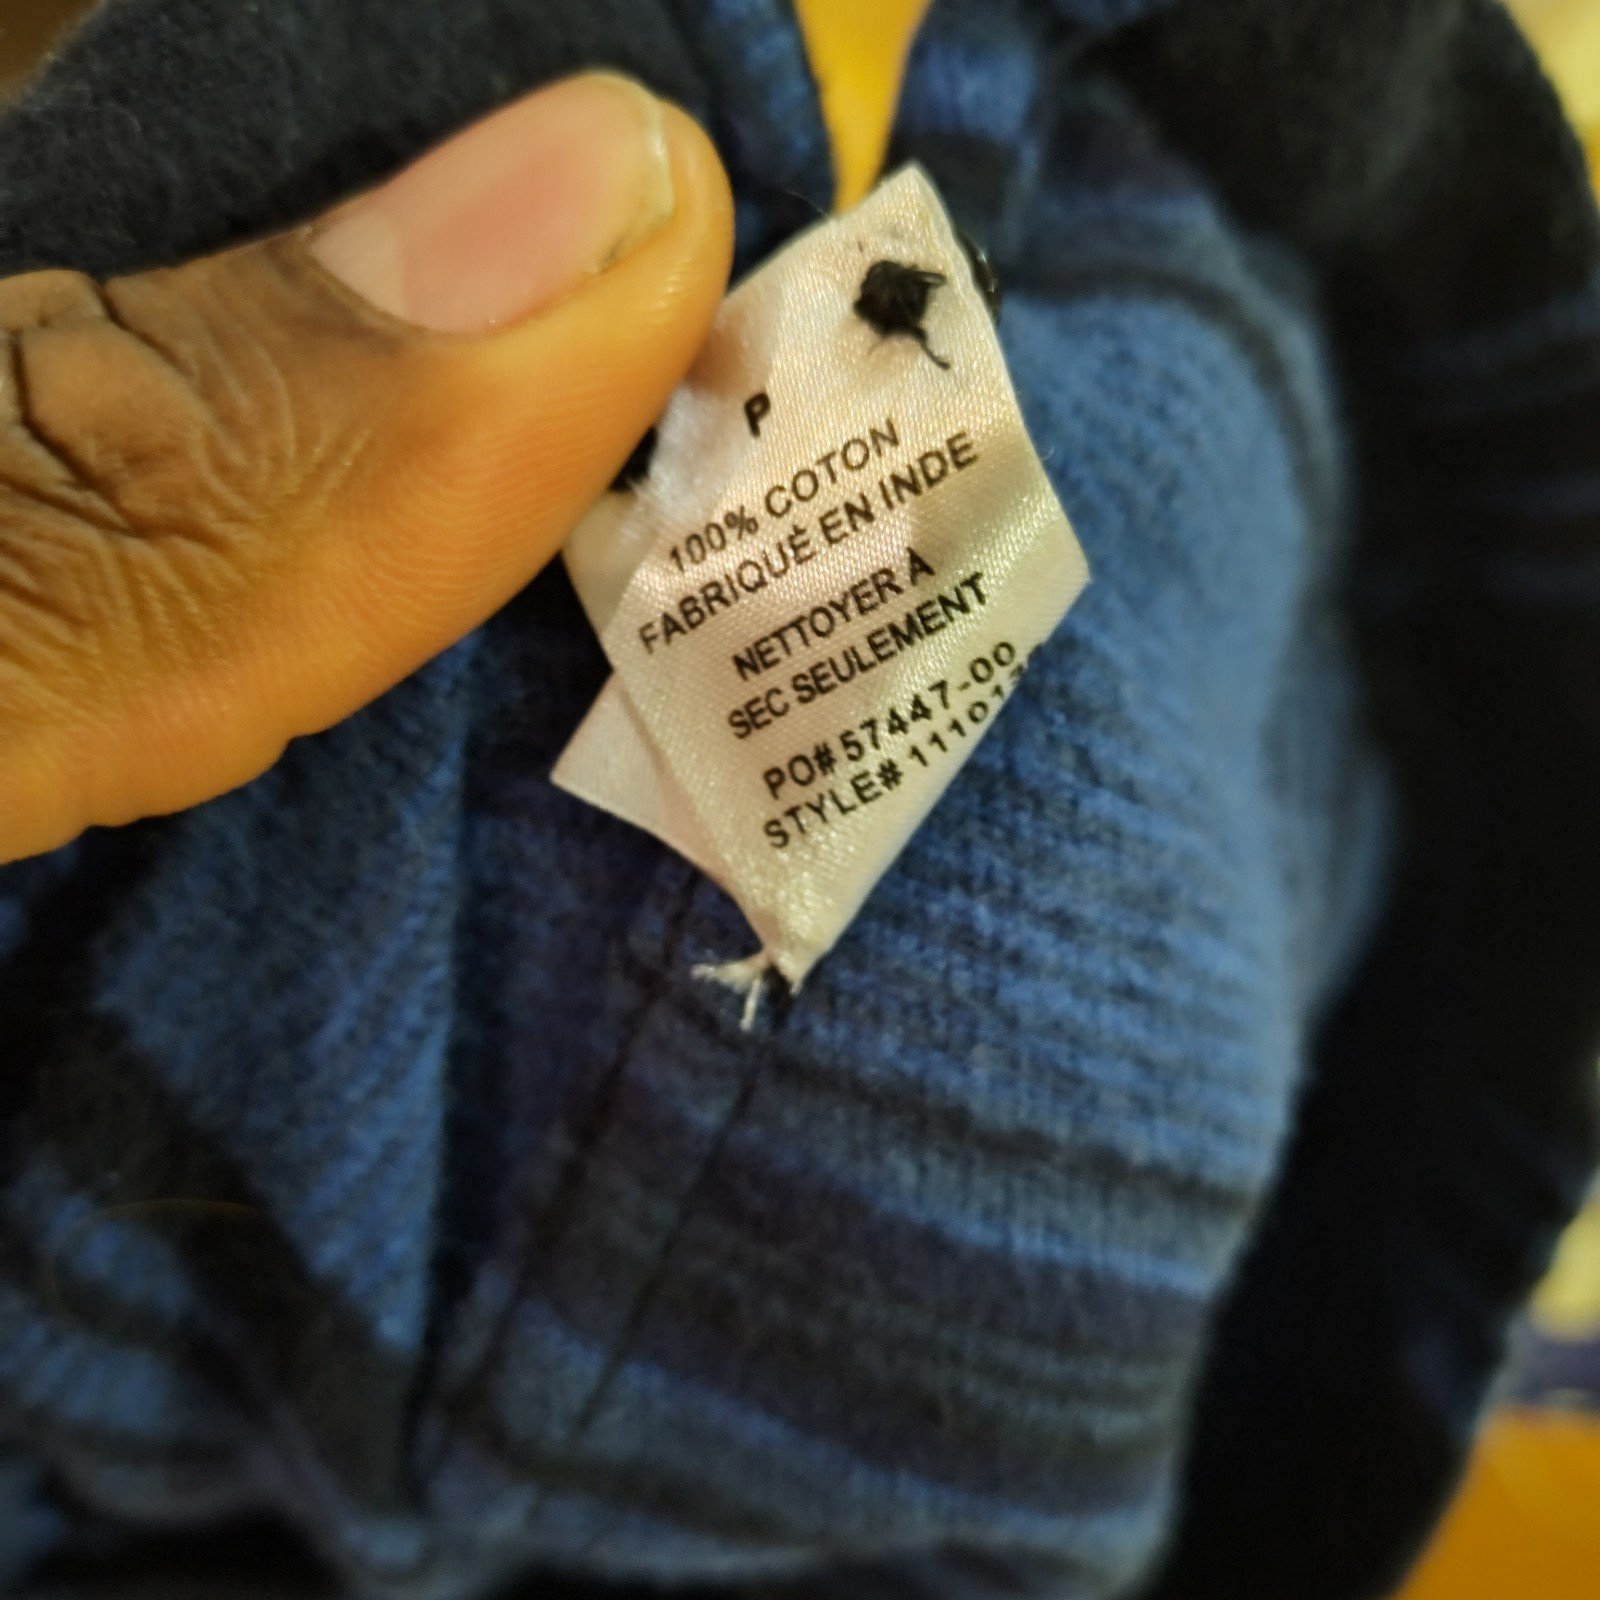 P
100% COTON
FABRIQUÉ EN INDE
NETTOYER À
SEC SEULEMENT
PO# 57447-00
STYLE#